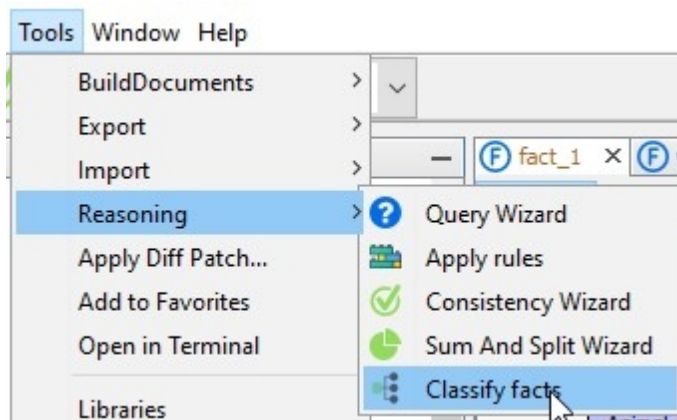 Tools Window Help
BuildDocuments
Export
Import
Reasoning
Apply Diff Patch...
Add to Favorites
Open in Terminal
Libraries
fact_1
Query Wizard
Apply rules
Consistency Wizard
Sum And Split Wizard
Classify facts